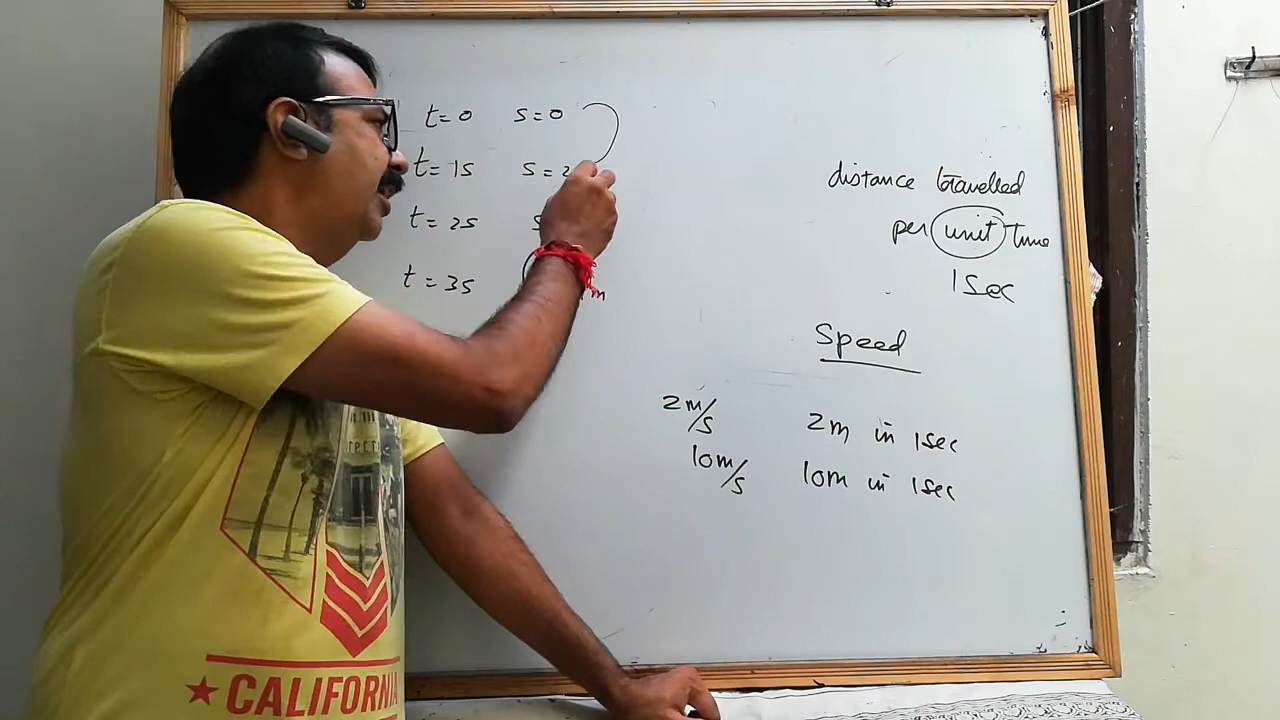 t=0 s=0
t=1s s=2
t=2s
t=3s
m
distance travelled
per unit time
1sec
Speed
2m/s 2m in 1sec
10m/s 10m in 1sec
CALIFORNIA